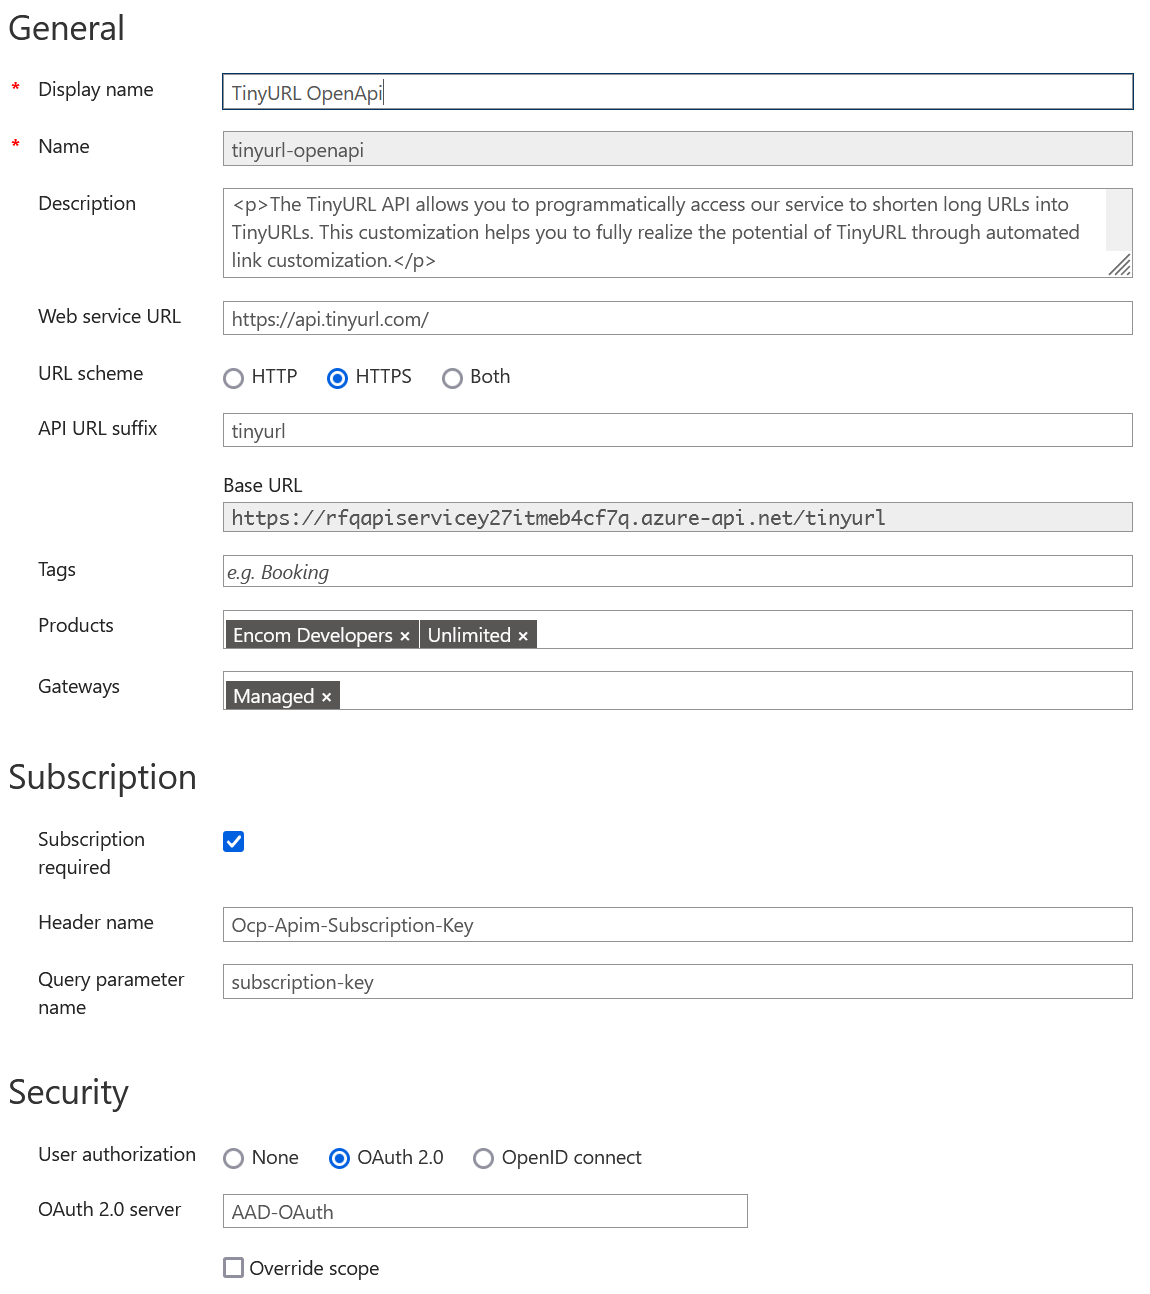 General
* Display name
TinyURL OpenApi
* Name
tinyurl-openapi
Description
<p>The TinyURL API allows you to programmatically access our service to shorten long URLs into
TinyURLs. This customization helps you to fully realize the potential of TinyURL through automated
link customization.</p>
Web service URL
https://api.tinyurl.com/
URL scheme
HTTP HTTPS Both
API URL suffix
tinyurl
Base URL
https://rfqapiservicey27itmeb4cf7q.azure-api.net/tinyurl
Tags
e.g. Booking
Products
Encom Developers × Unlimited ×
Gateways
Managed ×
Subscription
Subscription
required
Header name
Ocp-Apim-Subscription-Key
Query parameter
name
subscription-key
Security
User authorization
None OAuth 2.0 OpenID connect
OAuth 2.0 server
AAD-OAuth
Override scope